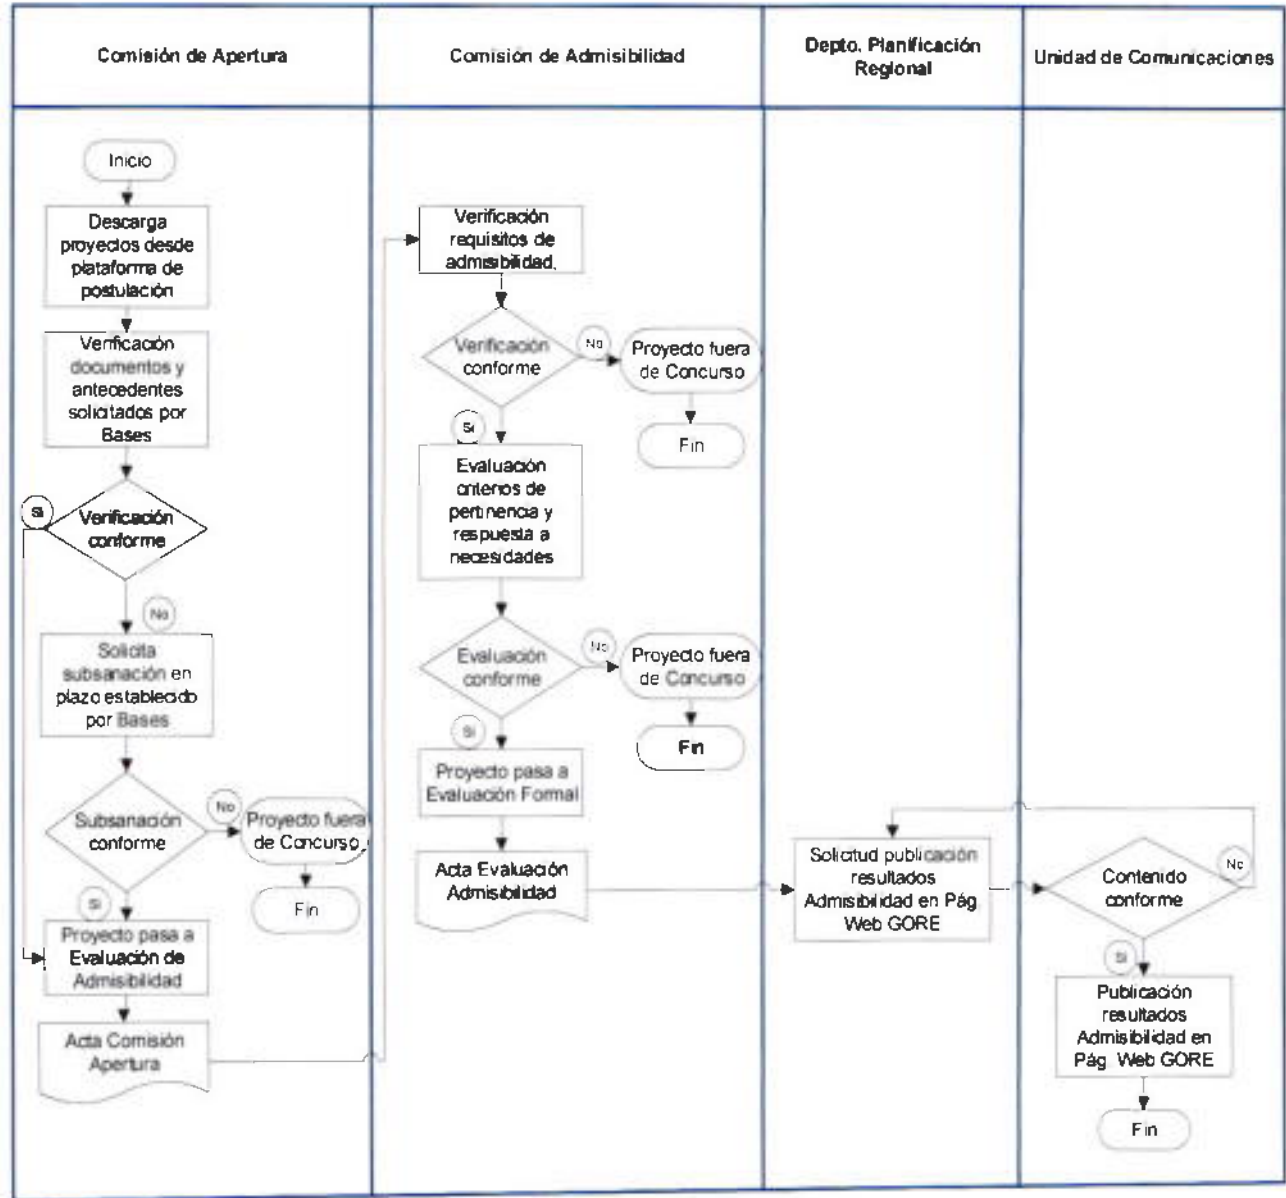 Comisión de Apertura
Comisión de Admisibilidad
Depto. Planificación
Regional
Unidad de Comunicaciones
Inicio
Descarga
proyectos desde
plataforma de
postulación
Verificación
documentos y
antecedentes
solicitados por
Bases
Verificación
conforme
Si
No
Solicita
subsanación en
plazo establecido
por Bases
Subsanación
conforme
No
Proyecto fuera
de Concurso
Fin
Si
Proyecto pasa a
Evaluación de
Admisibilidad
Acta Comisión
Apertura
Verificación
requisitos de
admisibilidad.
Verificación
conforme
No
Proyecto fuera
de Concurso
Fin
Si
Evaluación
criterios de
pertinencia y
respuesta a
necesidades
Evaluación
conforme
No
Proyecto fuera
de Concurso
Fin
Si
Proyecto pasa a
Evaluación Formal
Acta Evaluación
Admisibilidad
Solicitud publicación
resultados
Admisibilidad en Pág
Web GORE
Contenido
conforme
No
Si
Publicación
resultados
Admisibilidad en
Pág. Web GORE
Fin